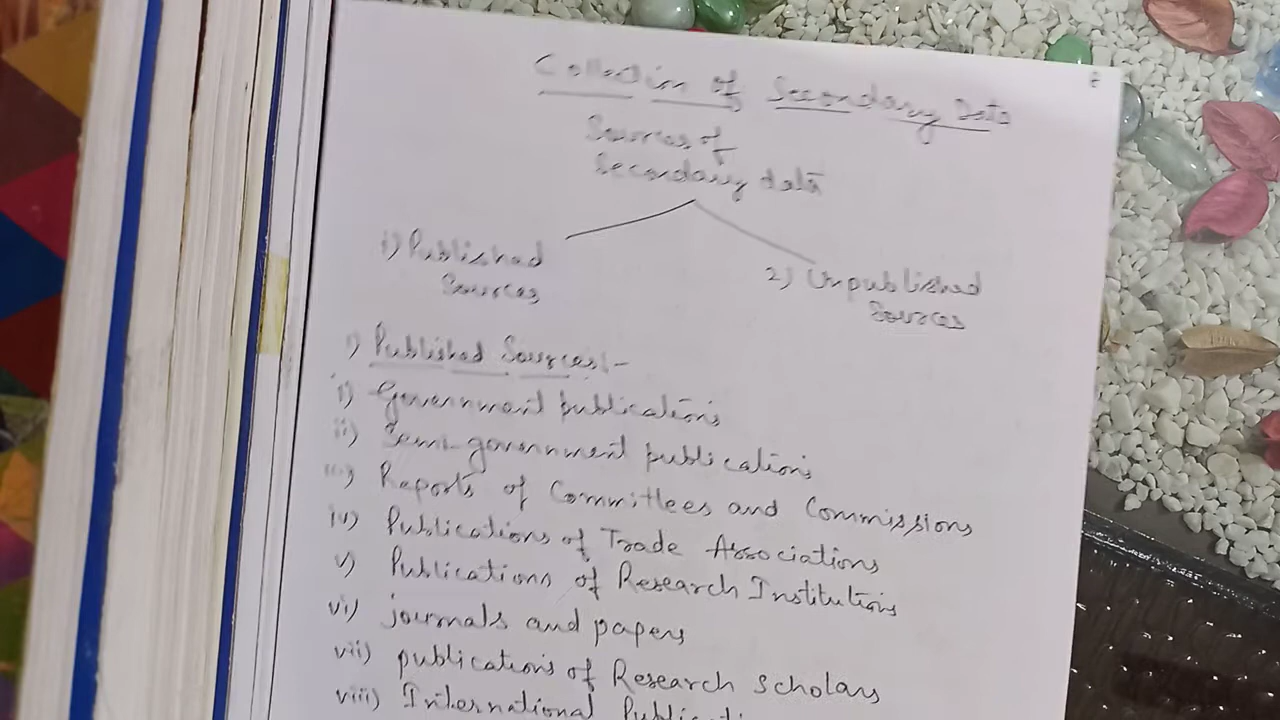 Collection of Secondary Data
Sources of
Secondary data
1) Published
Sources
2) Unpublished
Sources
1) Published Sources:-
i) Government publications
ii) Semi-government publications
iii) Reports of Committees and Commissions
iv) Publications of Trade Associations
v) Publications of Research Institutions
vi) journals and papers
vii) publications of Research scholars
viii) International